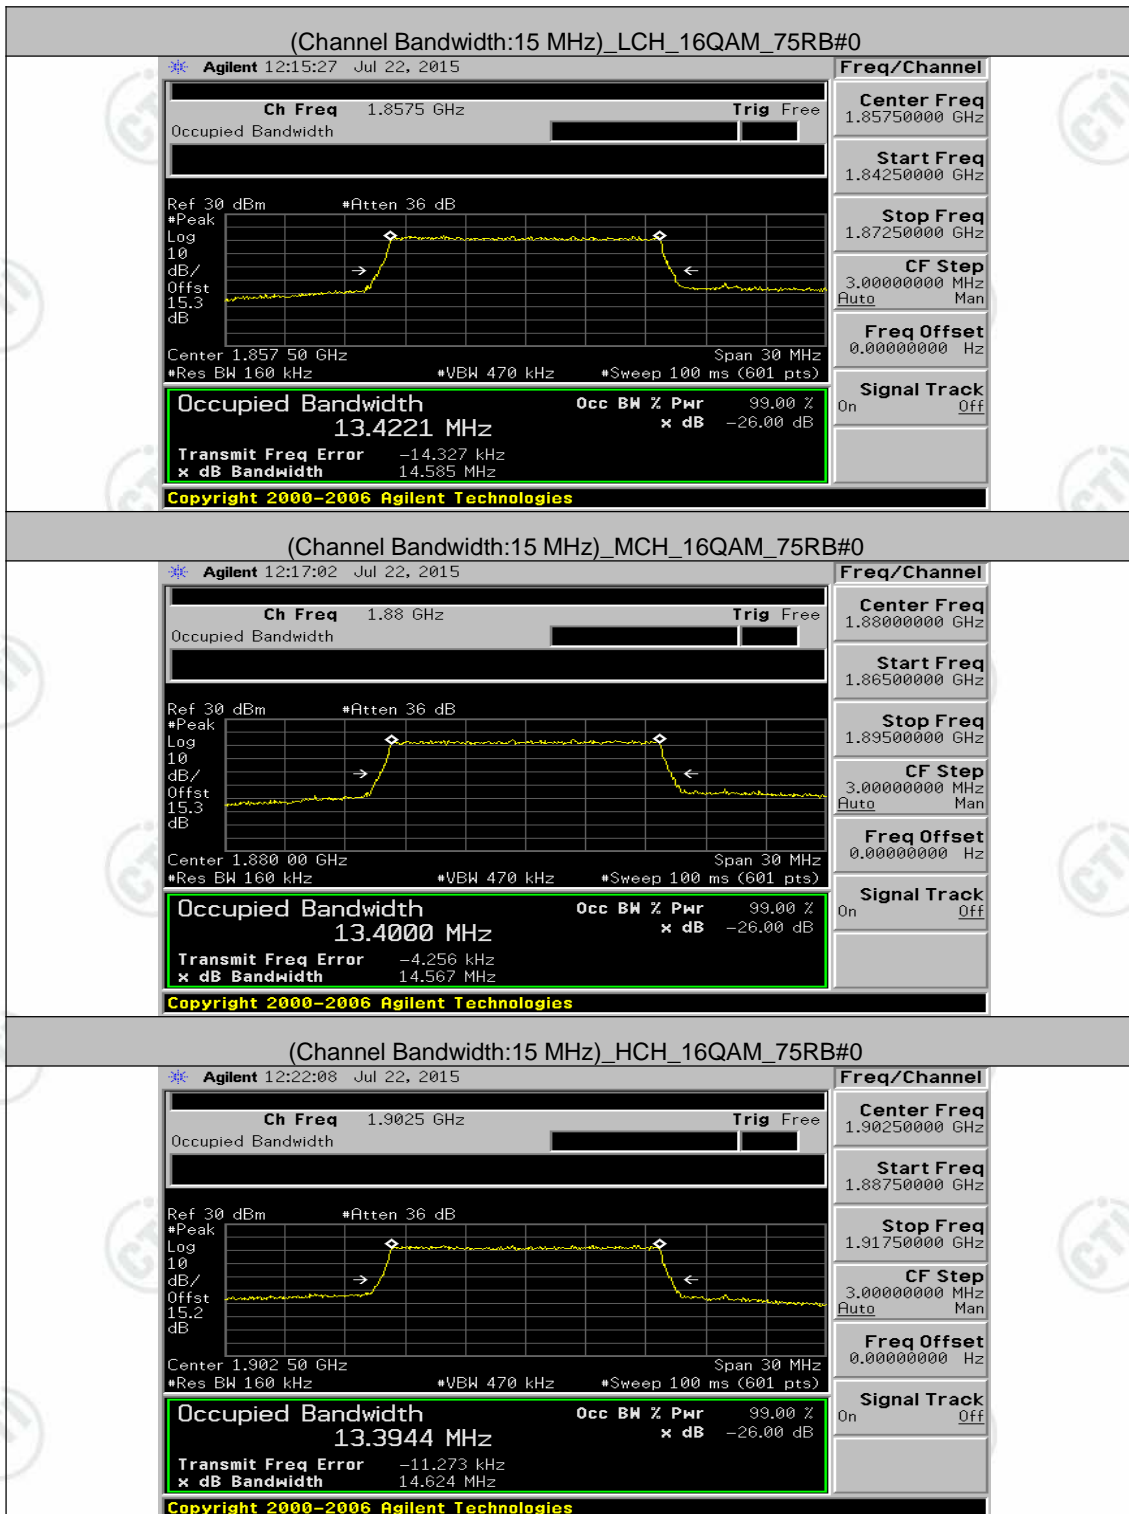 (Channel Bandwidth:15 MHz)_LCH_16QAM_75RB#0
Agilent 12:15:27 Jul 22, 2015 Freq/Channel
Ch Freq 1.8575 GHz Trig Free
Occupied Bandwidth
Center Freq
1.85750000 GHz
Start Freq
1.84250000 GHz
Stop Freq
1.87250000 GHz
CF Step
3.00000000 MHz
Auto Man
Freq Offset
0.00000000 Hz
Signal Track
On Off
Ref 30 dBm #Atten 36 dB
#Peak
Log
10
dB/
Offst
15.3
dB
Center 1.857 50 GHz Span 30 MHz
#Res BW 160 kHz #VBW 470 kHz #Sweep 100 ms (601 pts)
Occupied Bandwidth Occ BW % Pwr 99.00 %
13.4221 MHz x dB -26.00 dB
Transmit Freq Error -14.327 kHz
x dB Bandwidth 14.585 MHz
Copyright 2000-2006 Agilent Technologies
(Channel Bandwidth:15 MHz)_MCH_16QAM_75RB#0
Agilent 12:17:02 Jul 22, 2015 Freq/Channel
Ch Freq 1.88 GHz Trig Free
Occupied Bandwidth
Center Freq
1.88000000 GHz
Start Freq
1.86500000 GHz
Stop Freq
1.89500000 GHz
CF Step
3.00000000 MHz
Auto Man
Freq Offset
0.00000000 Hz
Signal Track
On Off
Ref 30 dBm #Atten 36 dB
#Peak
Log
10
dB/
Offst
15.3
dB
Center 1.880 00 GHz Span 30 MHz
#Res BW 160 kHz #VBW 470 kHz #Sweep 100 ms (601 pts)
Occupied Bandwidth Occ BW % Pwr 99.00 %
13.4000 MHz x dB -26.00 dB
Transmit Freq Error -4.256 kHz
x dB Bandwidth 14.567 MHz
Copyright 2000-2006 Agilent Technologies
(Channel Bandwidth:15 MHz)_HCH_16QAM_75RB#0
Agilent 12:22:08 Jul 22, 2015 Freq/Channel
Ch Freq 1.9025 GHz Trig Free
Occupied Bandwidth
Center Freq
1.90250000 GHz
Start Freq
1.88750000 GHz
Stop Freq
1.91750000 GHz
CF Step
3.00000000 MHz
Auto Man
Freq Offset
0.00000000 Hz
Signal Track
On Off
Ref 30 dBm #Atten 36 dB
#Peak
Log
10
dB/
Offst
15.2
dB
Center 1.902 50 GHz Span 30 MHz
#Res BW 160 kHz #VBW 470 kHz #Sweep 100 ms (601 pts)
Occupied Bandwidth Occ BW % Pwr 99.00 %
13.3944 MHz x dB -26.00 dB
Transmit Freq Error -11.273 kHz
x dB Bandwidth 14.624 MHz
Copyright 2000-2006 Agilent Technologies